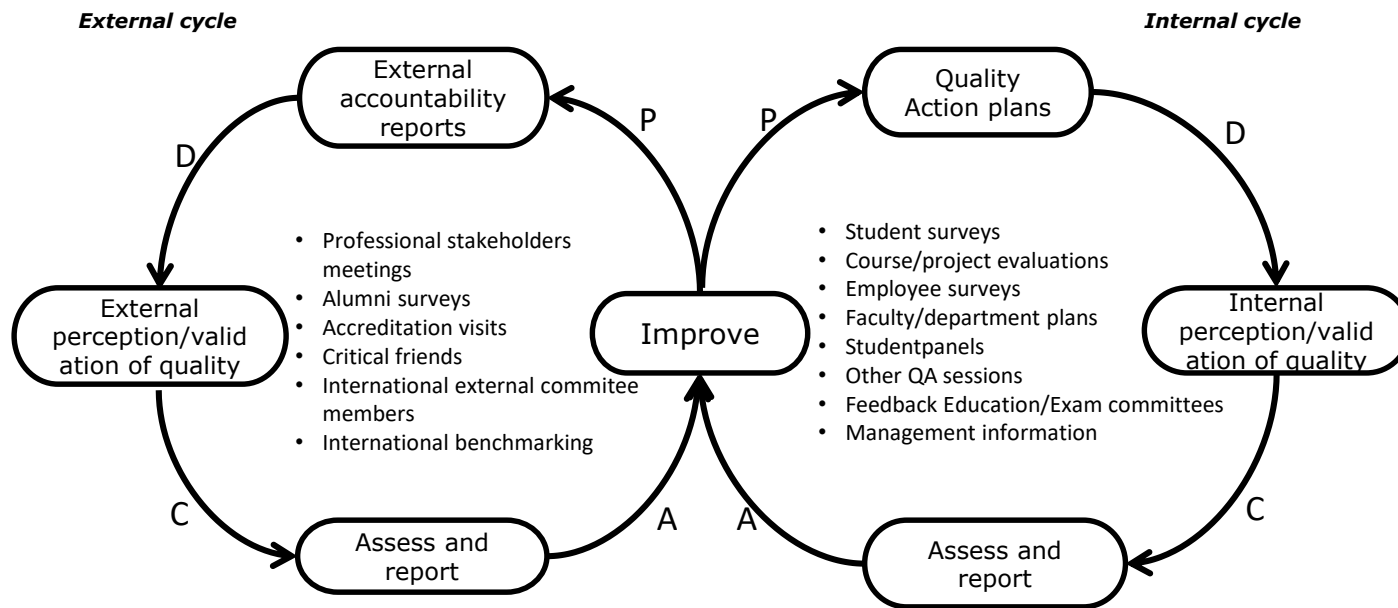 External cycle
Internal cycle
External
accountability
reports
P
P
Quality
Action plans
D
D
• Professional stakeholders
meetings
• Alumni surveys
• Accreditation visits
• Critical friends
• International external commitee
members
• International benchmarking
• Student surveys
• Course/project evaluations
• Employee surveys
• Faculty/department plans
• Studentpanels
• Other QA sessions
• Feedback Education/Exam committees
• Management information
External
perception/valid
ation of quality
Improve
Internal
perception/valid
ation of quality
C
A
A
C
Assess and
report
Assess and
report